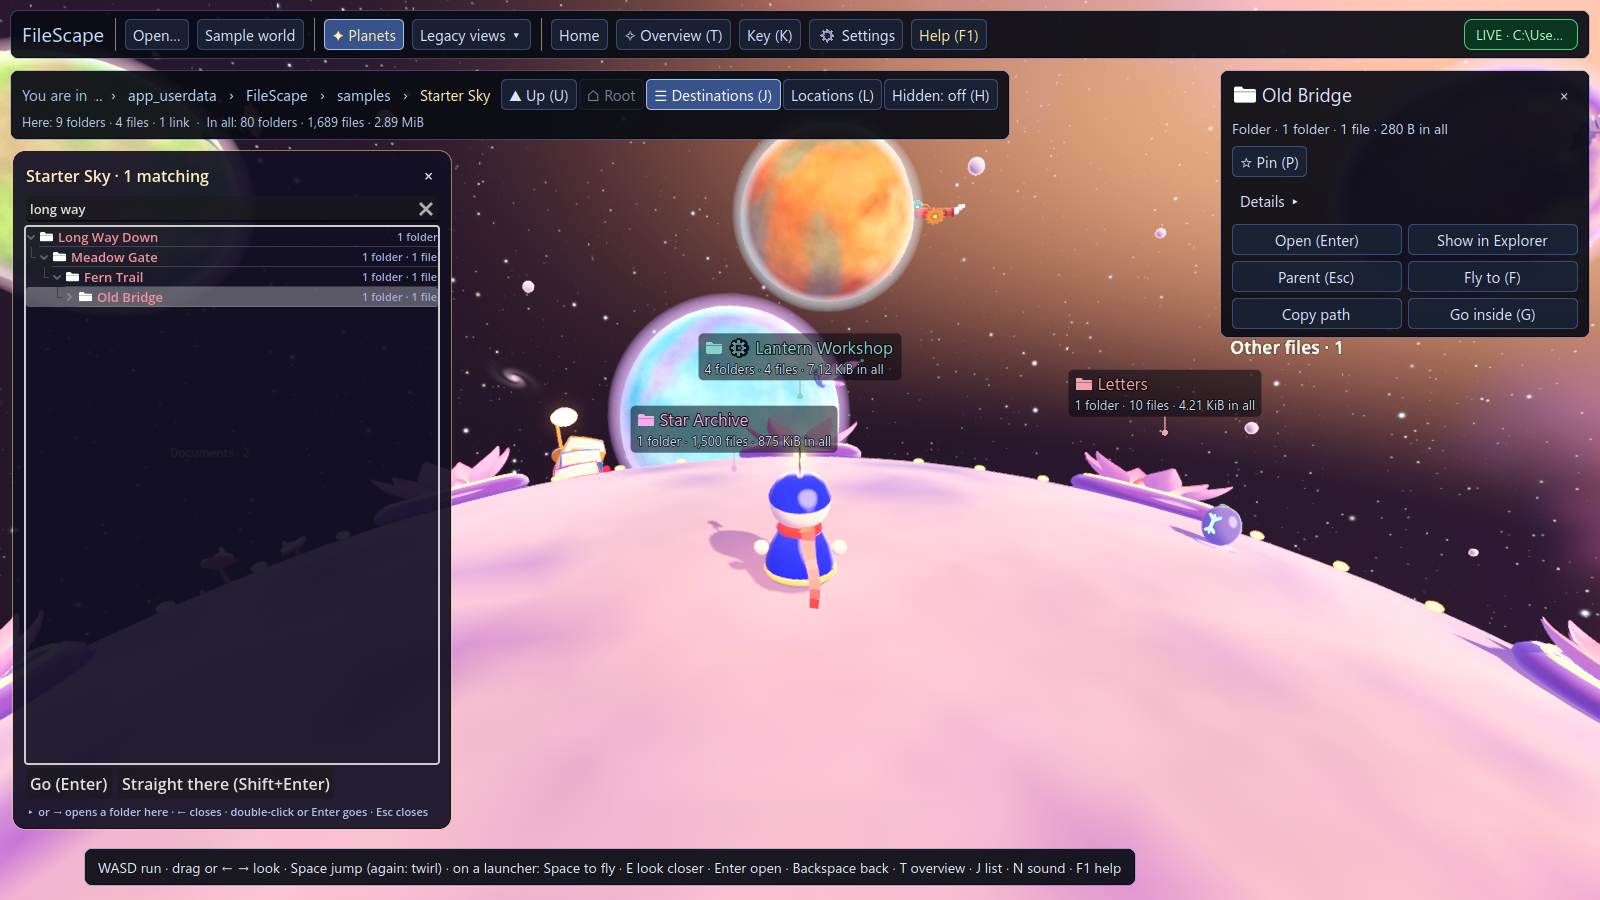 FileScape
Open...
Sample world
✦ Planets
Legacy views ▾
Home
✧ Overview (T)
Key (K)
Settings
Help (F1)
LIVE · C:\Use...
You are in .. › app_userdata › FileScape › samples › Starter Sky
▲ Up (U)
Root
☰ Destinations (J)
Locations (L)
Hidden: off (H)
Here: 9 folders · 4 files · 1 link · In all: 80 folders · 1,689 files · 2.89 MiB
Starter Sky · 1 matching
×
long way
Long Way Down 1 folder
Meadow Gate 1 folder · 1 file
Fern Trail 1 folder · 1 file
Old Bridge 1 folder · 1 file
Documents · 2
Go (Enter)
Straight there (Shift+Enter)
‣ or → opens a folder here · ← closes · double-click or Enter goes · Esc closes
Old Bridge
×
Folder · 1 folder · 1 file · 280 B in all
☆ Pin (P)
Details ‣
Open (Enter)
Show in Explorer
Parent (Esc)
Fly to (F)
Copy path
Go inside (G)
Other files · 1
Lantern Workshop
4 folders · 4 files · 7.12 KiB in all
Letters
1 folder · 10 files · 4.21 KiB in all
Star Archive
1 folder · 1,500 files · 875 KiB in all
WASD run · drag or ← → look · Space jump (again: twirl) · on a launcher: Space to fly · E look closer · Enter open · Backspace back · T overview · J list · N sound · F1 help